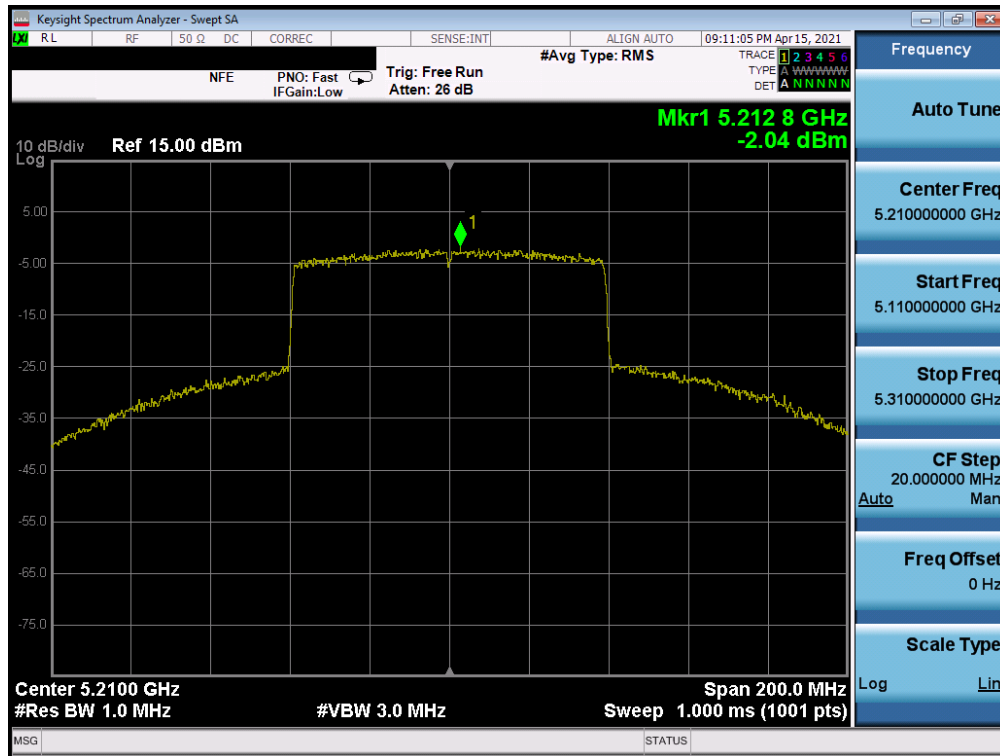 Keysight Spectrum Analyzer - Swept SA
LXI RL RF 50 Ω DC CORREC SENSE:INT ALIGN AUTO 09:11:05 PM Apr 15, 2021
#Avg Type: RMS TRACE 1 2 3 4 5 6
NFE PNO: Fast Trig: Free Run TYPE A WWWWW
IFGain:Low Atten: 26 dB DET A N N N N N
Mkr1 5.212 8 GHz
-2.04 dBm
10 dB/div Ref 15.00 dBm
Log
1
5.00
-5.00
-15.0
-25.0
-35.0
-45.0
-55.0
-65.0
-75.0
Center 5.2100 GHz Span 200.0 MHz
#Res BW 1.0 MHz #VBW 3.0 MHz Sweep 1.000 ms (1001 pts)
MSG STATUS
Frequency
Auto Tune
Center Freq
5.210000000 GHz
Start Freq
5.110000000 GHz
Stop Freq
5.310000000 GHz
CF Step
20.000000 MHz
Auto Man
Freq Offset
0 Hz
Scale Type
Log Lin